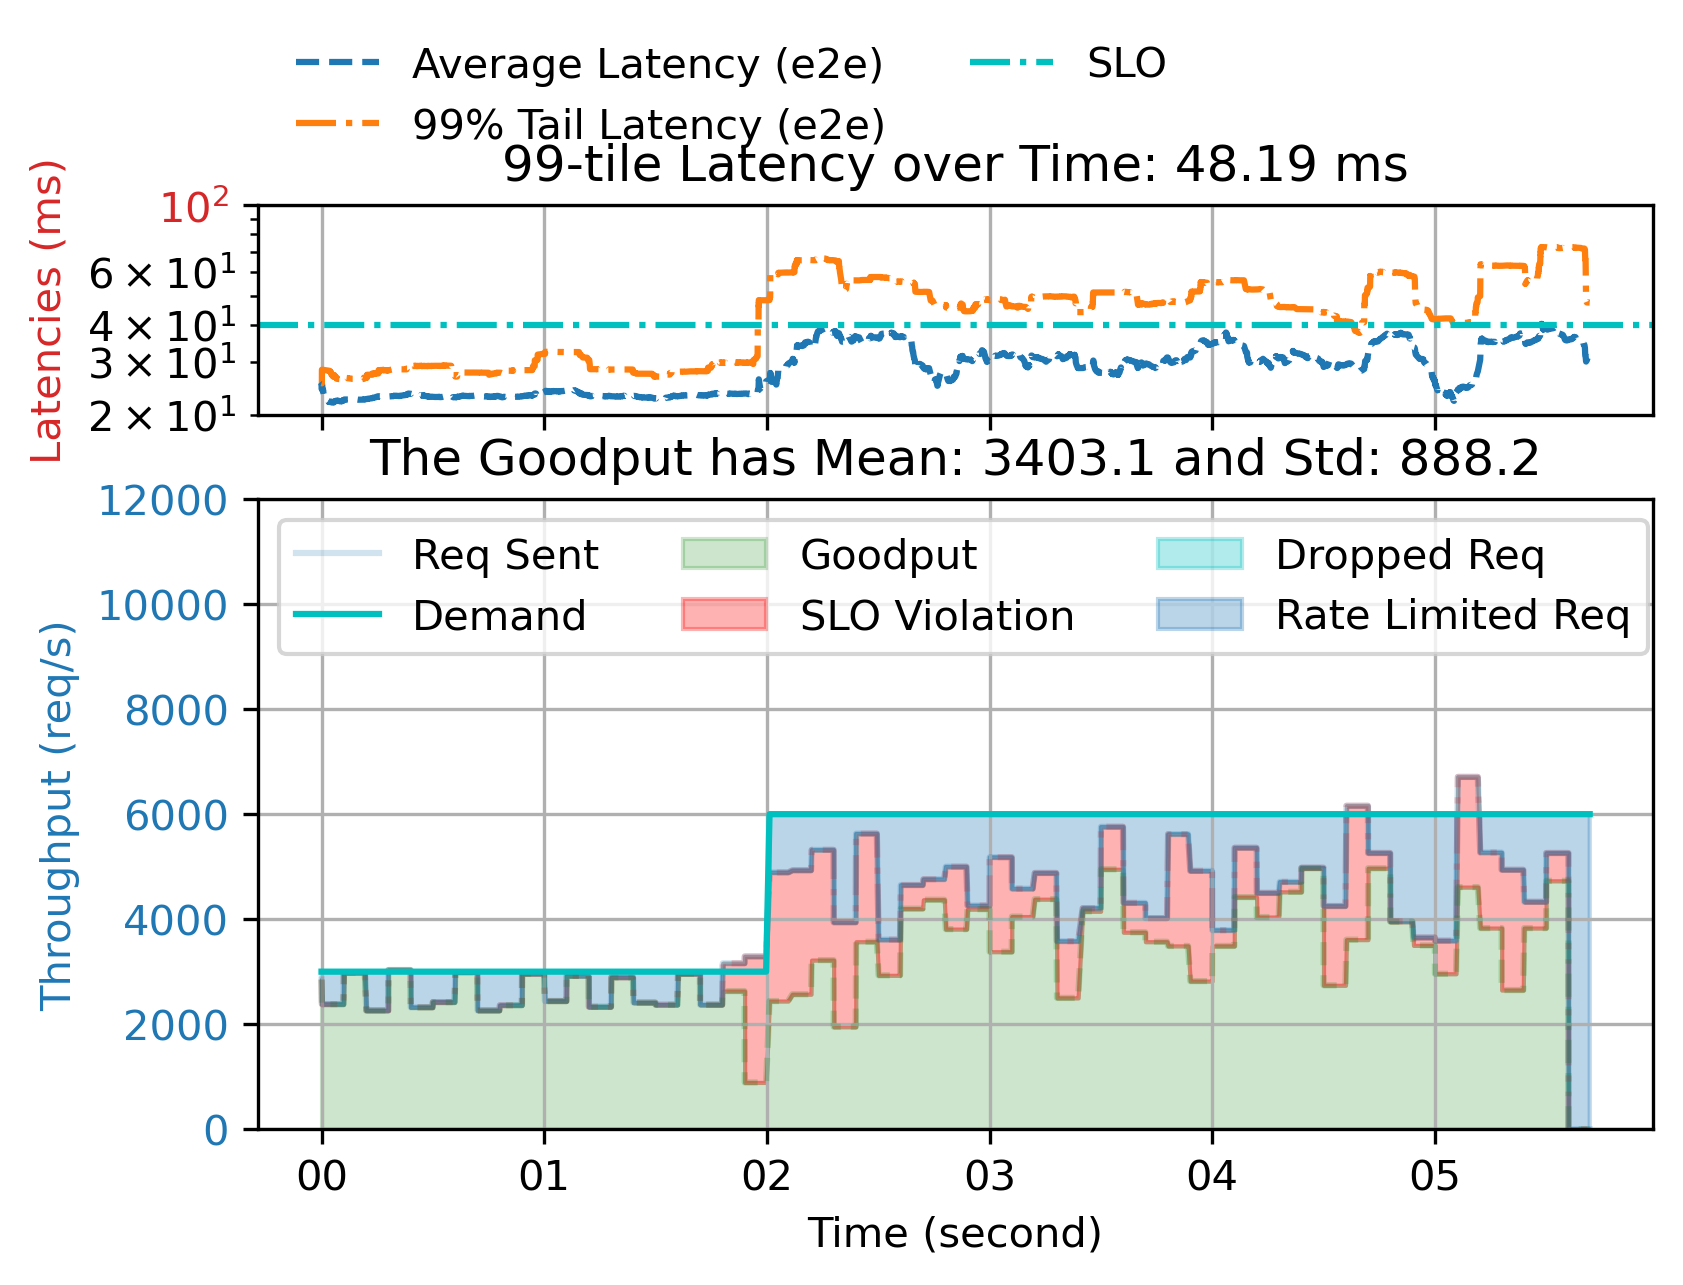 Average Latency (e2e)
SLO
99% Tail Latency (e2e)
99-tile Latency over Time: 48.19 ms
Latencies (ms)
10²
6 × 10¹
4 × 10¹
3 × 10¹
2 × 10¹
The Goodput has Mean: 3403.1 and Std: 888.2
Throughput (req/s)
12000
10000
8000
6000
4000
2000
0
Req Sent
Goodput
Dropped Req
Demand
SLO Violation
Rate Limited Req
00 01 02 03 04 05
Time (second)